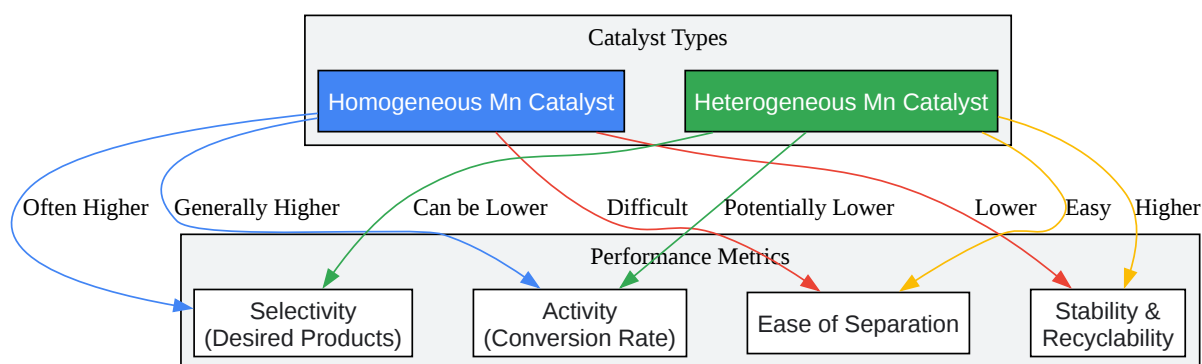 Catalyst Types
Homogeneous Mn Catalyst
Heterogeneous Mn Catalyst
Often Higher
Generally Higher
Can be Lower
Difficult
Potentially Lower
Lower
Easy
Higher
Performance Metrics
Selectivity
(Desired Products)
Activity
(Conversion Rate)
Ease of Separation
Stability &
Recyclability